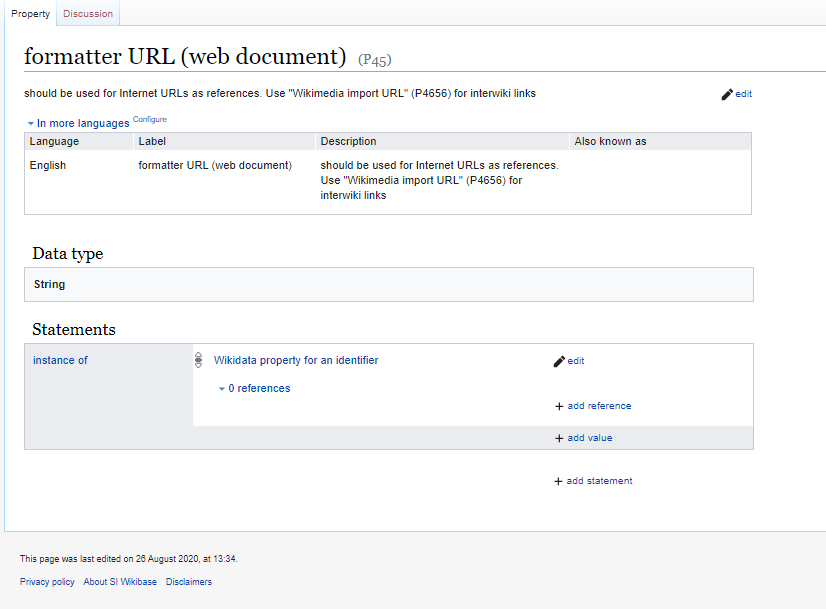 Property Discussion
formatter URL (web document) (P45)
should be used for Internet URLs as references. Use "Wikimedia import URL" (P4656) for interwiki links
edit
In more languages Configure
Language Label Description Also known as
English formatter URL (web document) should be used for Internet URLs as references.
Use "Wikimedia import URL" (P4656) for
interwiki links
Data type
String
Statements
instance of Wikidata property for an identifier edit
0 references
+ add reference
+ add value
+ add statement
This page was last edited on 26 August 2020, at 13:34.
Privacy policy About SI Wikibase Disclaimers